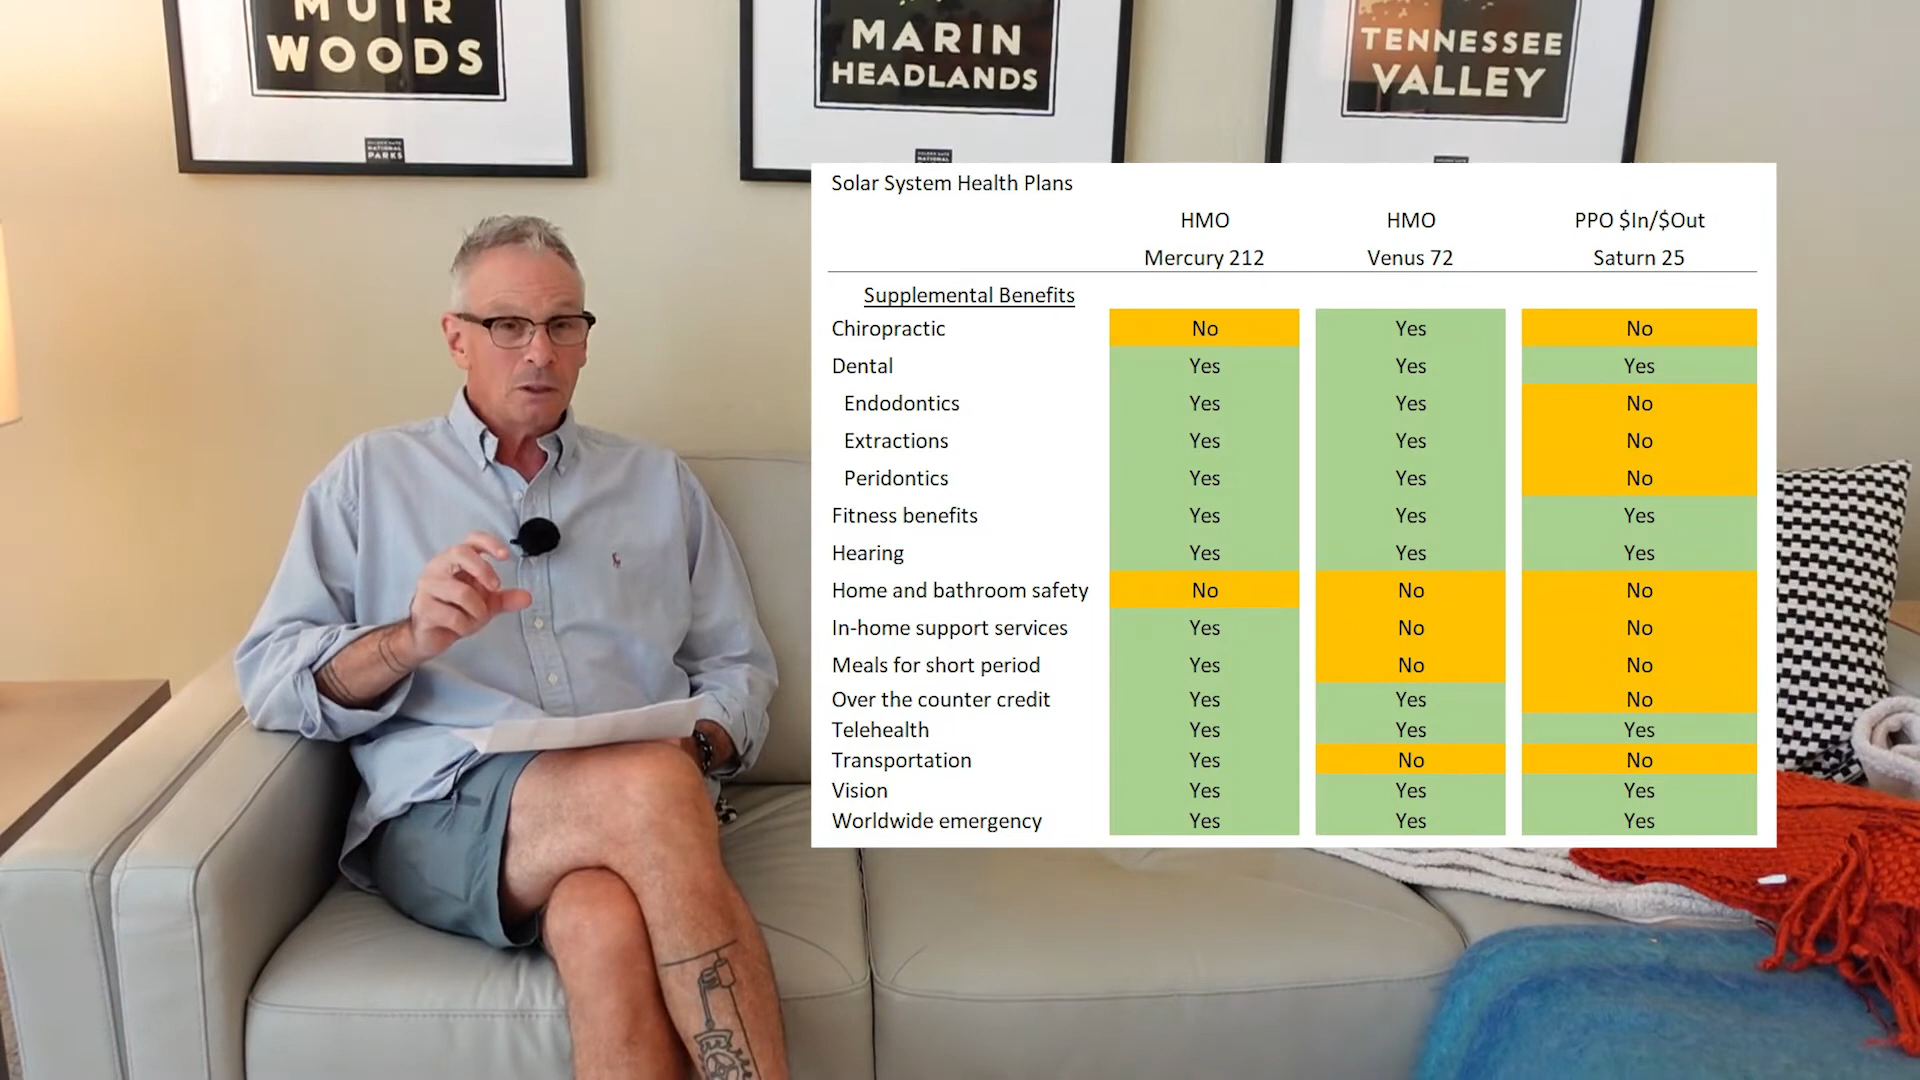 MUIR
WOODS
NATIONAL
PARKS
MARIN
HEADLANDS
TENNESSEE
VALLEY
Solar System Health Plans
HMO HMO PPO $In/$Out
Mercury 212 Venus 72 Saturn 25
Supplemental Benefits
Chiropractic No Yes No
Dental Yes Yes Yes
Endodontics Yes Yes No
Extractions Yes Yes No
Peridontics Yes Yes No
Fitness benefits Yes Yes Yes
Hearing Yes Yes Yes
Home and bathroom safety No No No
In-home support services Yes No No
Meals for short period Yes No No
Over the counter credit Yes Yes No
Telehealth Yes Yes Yes
Transportation Yes No No
Vision Yes Yes Yes
Worldwide emergency Yes Yes Yes